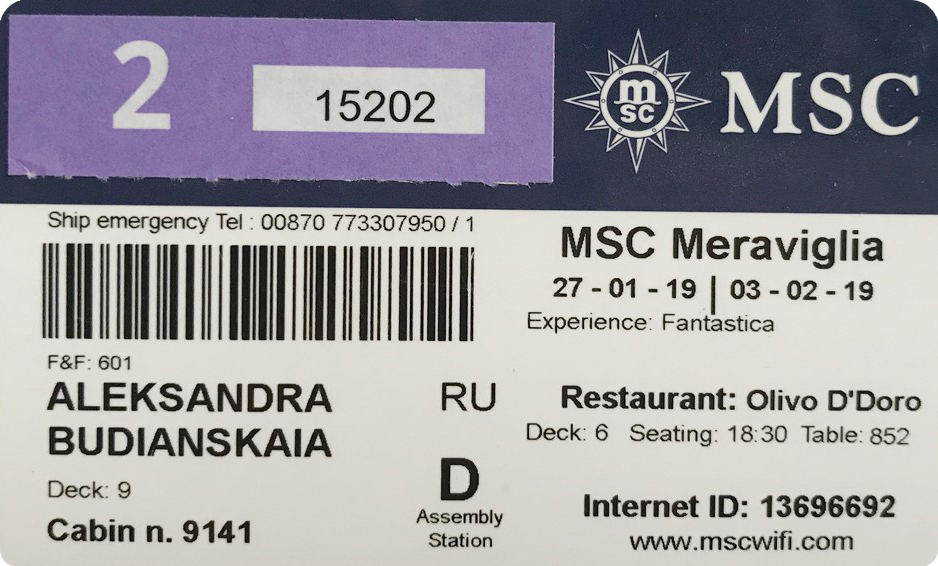 2
15202
m
sc
MSC
Ship emergency Tel : 00870 773307950 / 1
MSC Meraviglia
27 - 01 - 19 | 03 - 02 - 19
Experience: Fantastica
F&F: 601
ALEKSANDRA
BUDIANSKAIA
RU
Restaurant: Olivo D'Doro
Deck: 6 Seating: 18:30 Table: 852
Deck: 9
Cabin n. 9141
D
Assembly
Station
Internet ID: 13696692
www.mscwifi.com